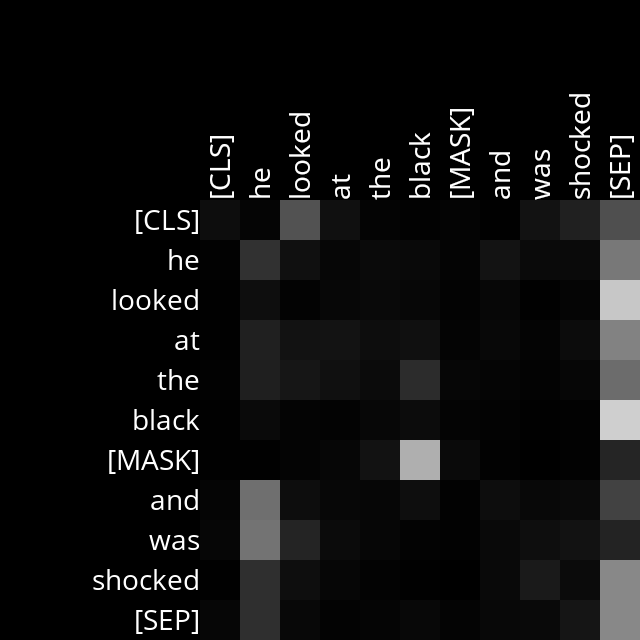 [CLS] he looked at the black [MASK] and was shocked [SEP]
[CLS]
he
looked
at
the
black
[MASK]
and
was
shocked
[SEP]